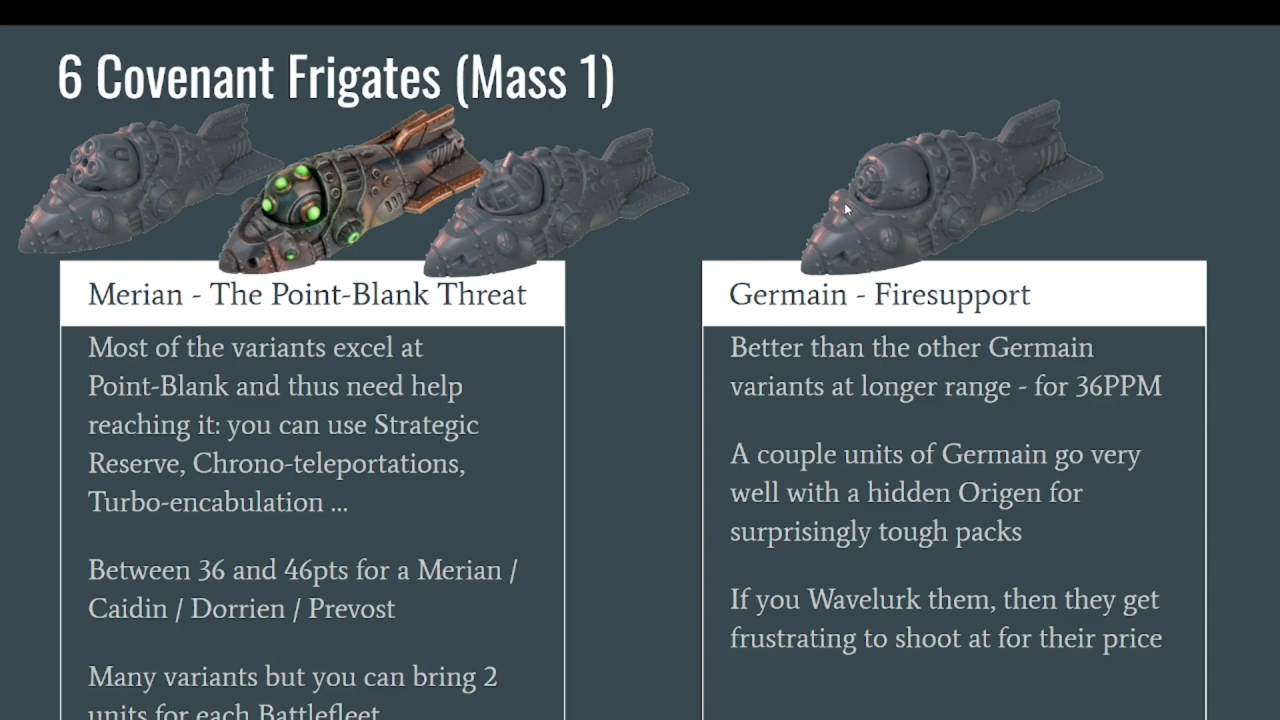 6 Covenant Frigates (Mass 1)
Merian - The Point-Blank Threat
Most of the variants excel at
Point-Blank and thus need help
reaching it: you can use Strategic
Reserve, Chrono-teleportations,
Turbo-encabulation ...
Between 36 and 46pts for a Merian /
Caidin / Dorrien / Prevost
Many variants but you can bring 2
units for each Battlefleet
Germain - Firesupport
Better than the other Germain
variants at longer range - for 36PPM
A couple units of Germain go very
well with a hidden Origen for
surprisingly tough packs
If you Wavelurk them, then they get
frustrating to shoot at for their price